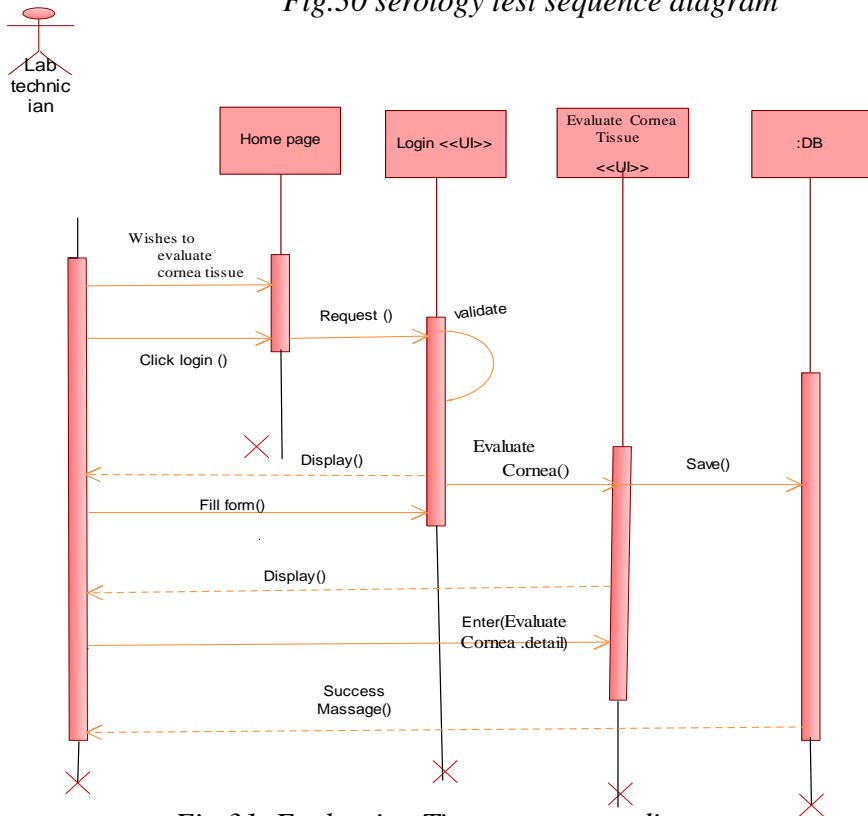 Fig.30 serology test sequence diagram
Lab
technic
ian
Home page
Login <<UI>>
Evaluate Cornea
Tissue
<<UI>>
:DB
Wishes to
evaluate
cornea tissue
Request ()
validate
Click login ()
Display()
Evaluate
Cornea()
Save()
Fill form()
Display()
Enter(Evaluate
Cornea .detail)
Success
Massage()